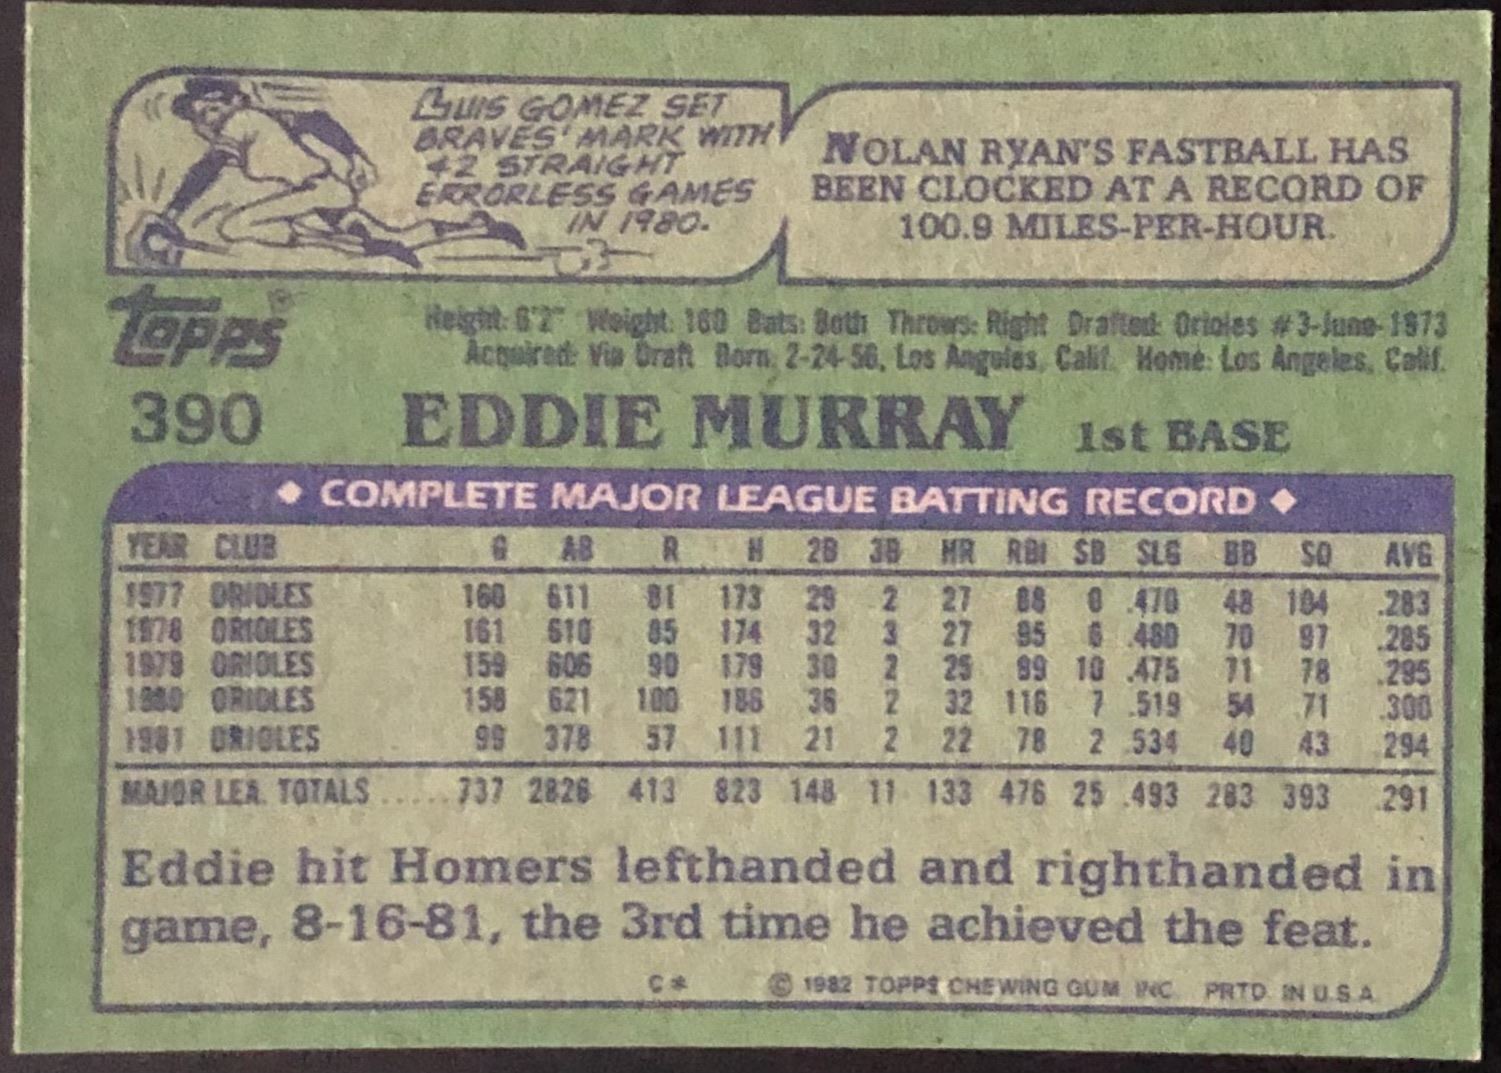 LUIS GOMEZ SET
BRAVES' MARK WITH
42 STRAIGHT
ERRORLESS GAMES
IN 1980.
NOLAN RYAN'S FASTBALL HAS
BEEN CLOCKED AT A RECORD OF
100.9 MILES-PER-HOUR.
TOPPS®
Height: 6'2" Weight: 160 Bats: Both Throws: Right Drafted: Orioles #3-June-1973
Acquired: Via Draft Born: 2-24-56, Los Angeles, Calif. Home: Los Angeles, Calif.
390 EDDIE MURRAY 1st BASE
◆ COMPLETE MAJOR LEAGUE BATTING RECORD ◆
YEAR CLUB G AB R H 2B 3B HR RBI SB SLG BB SO AVG
1977 ORIOLES 160 611 81 173 29 2 27 88 0 .470 48 104 .283
1978 ORIOLES 161 610 85 174 32 3 27 95 6 .480 70 97 .285
1979 ORIOLES 159 606 90 179 30 2 25 99 10 .475 71 78 .295
1980 ORIOLES 158 621 100 186 36 2 32 116 7 .519 54 71 .300
1981 ORIOLES 99 378 57 111 21 2 22 78 2 .534 40 43 .294
MAJOR LEA. TOTALS .....737 2826 413 823 148 11 133 476 25 .493 283 393 .291
Eddie hit Homers lefthanded and righthanded in
game, 8-16-81, the 3rd time he achieved the feat.
C* © 1982 TOPPS CHEWING GUM INC. PRTD. IN U.S.A.